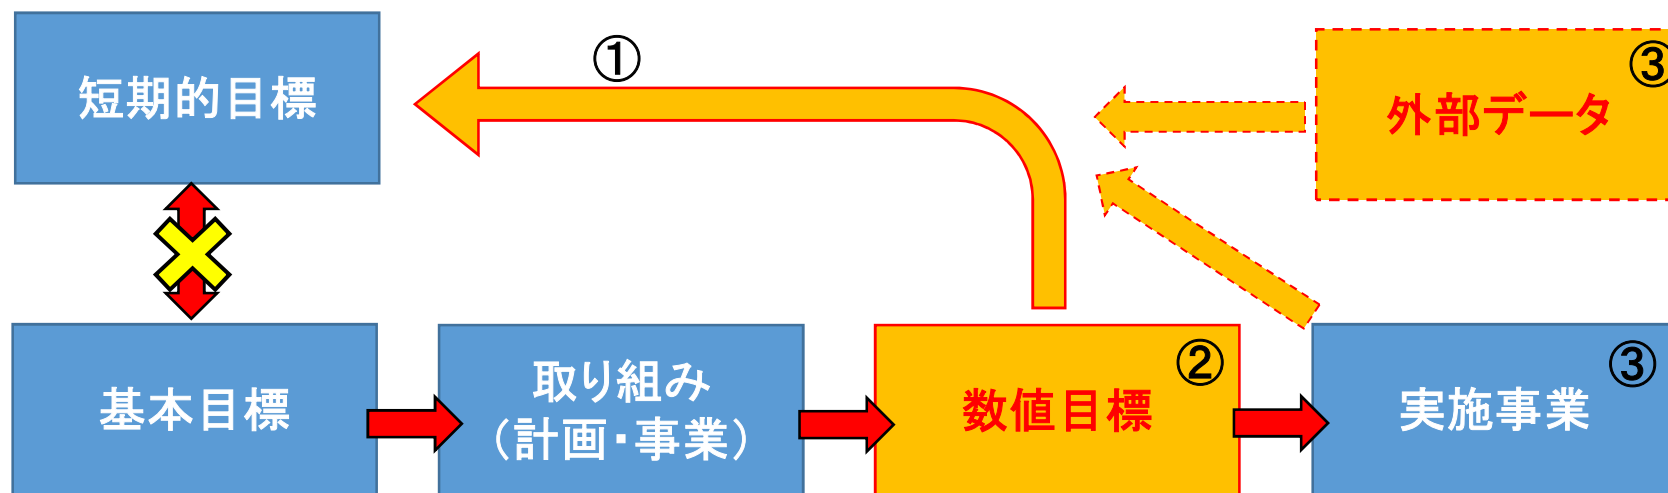 ①
③
短期的目標
外部データ
②
③
基本目標
取り組み
（計画・事業）
数値目標
実施事業